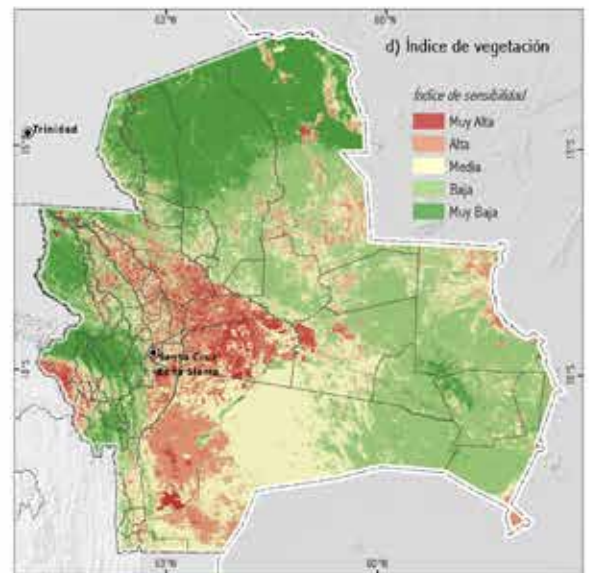 d) Índice de vegetación
Índice de sensibilidad
Muy Alta
Alta
Media
Baja
Muy Baja
Trinidad
Santa Cruz
de la Sierra